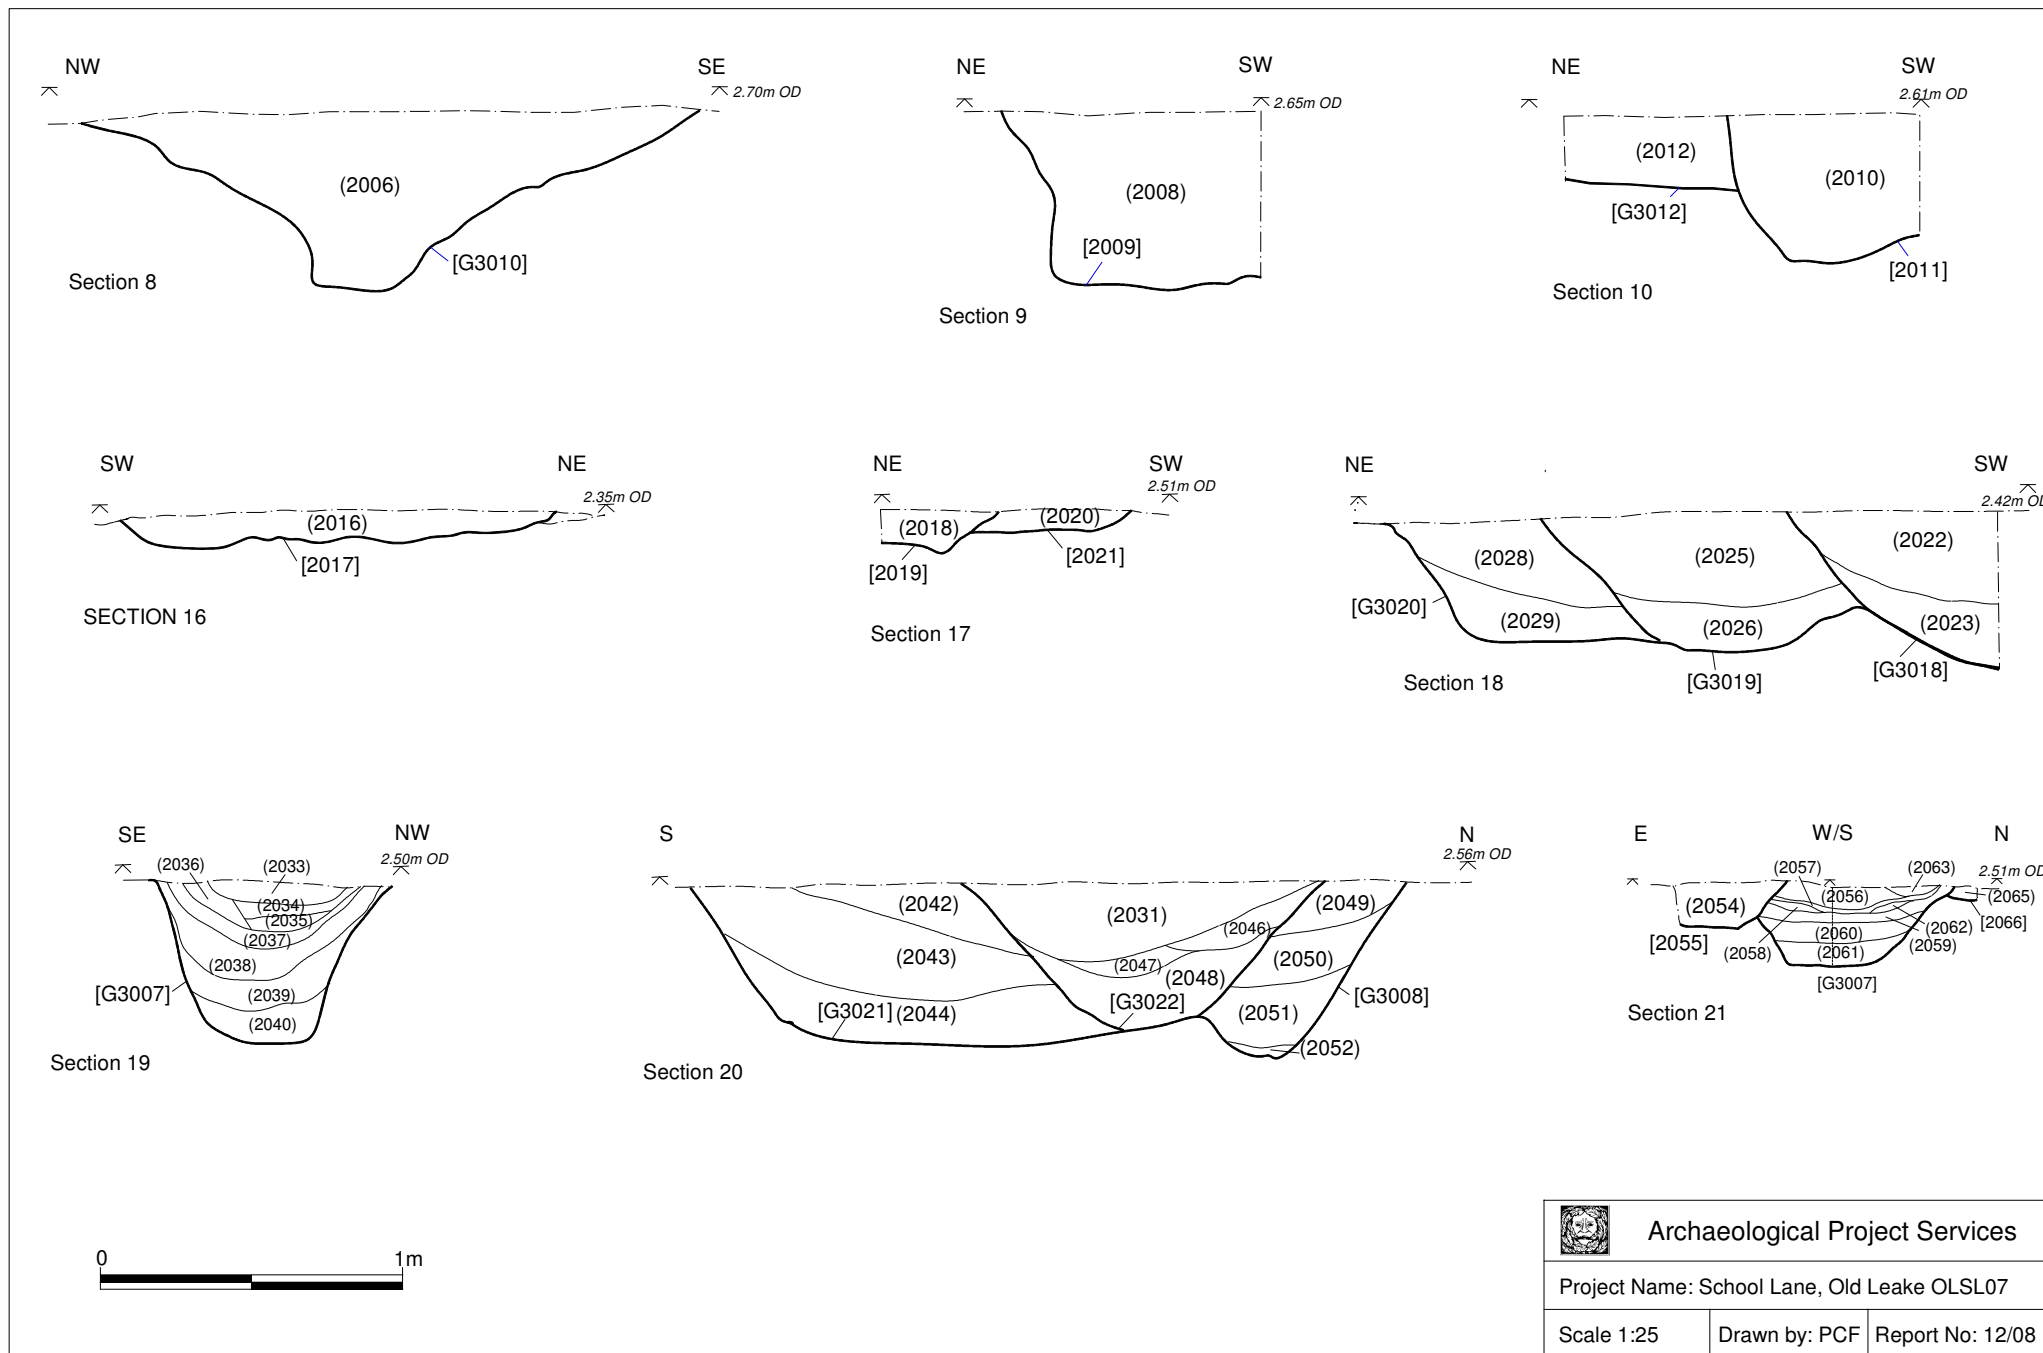 NW
SE
2.70m OD
(2006)
[G3010]
Section 8
NE
SW
2.65m OD
(2008)
[2009]
Section 9
NE
SW
2.61m OD
(2012)
(2010)
[G3012]
[2011]
Section 10
SW
NE
2.35m OD
(2016)
[2017]
SECTION 16
NE
SW
2.51m OD
(2018)
(2020)
[2019]
[2021]
Section 17
NE
SW
2.42m OD
(2028)
(2025)
(2022)
[G3020]
(2029)
(2026)
(2023)
[G3019]
[G3018]
Section 18
SE
NW
2.50m OD
(2036)
(2033)
(2034)
(2035)
(2037)
(2038)
[G3007]
(2039)
(2040)
Section 19
S
N
2.56m OD
(2042)
(2031)
(2049)
(2046)
(2043)
(2047)
(2048)
(2050)
[G3021]
(2044)
[G3022]
(2051)
[G3008]
(2052)
Section 20
E
W/S
N
2.51m OD
(2057)
(2063)
(2054)
(2056)
(2065)
[2066]
[2055]
(2058)
(2060)
(2062)
(2059)
(2061)
[G3007]
Section 21
0
1m
Archaeological Project Services
Project Name: School Lane, Old Leake OLSL07
Scale 1:25
Drawn by: PCF
Report No: 12/08